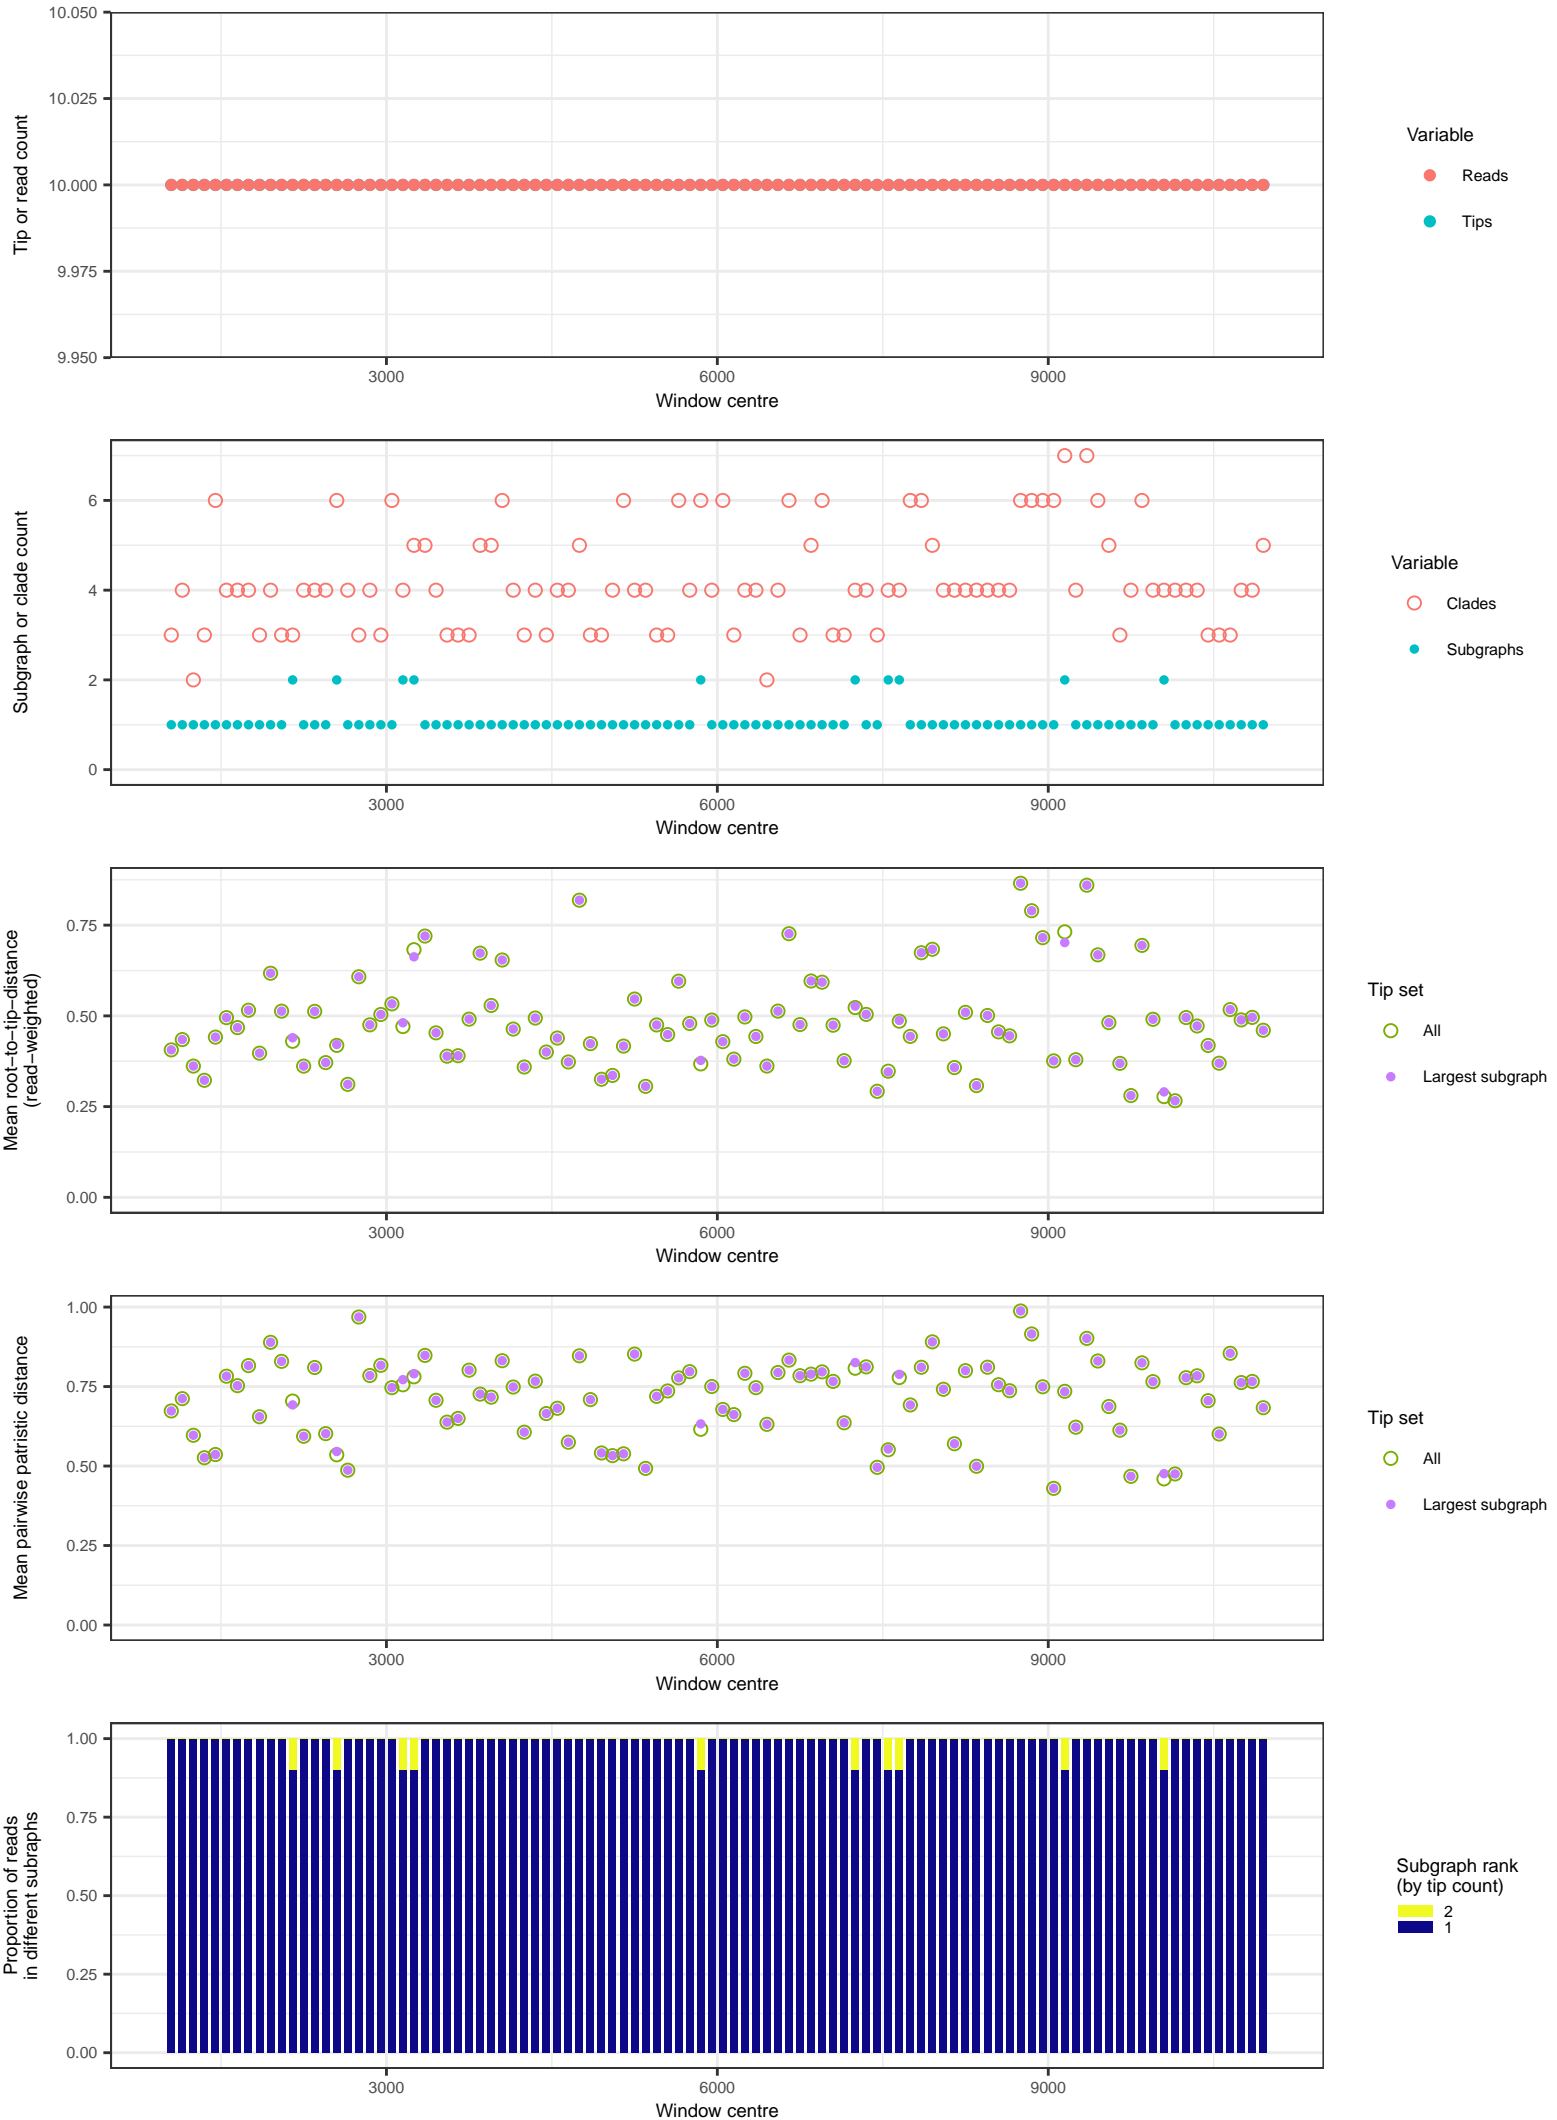 10.050
10.025
10.000
9.975
9.950
Tip or read count
3000
6000
9000
Window centre
Variable
Reads
Tips
6
4
2
0
Subgraph or clade count
3000
6000
9000
Window centre
Variable
Clades
Subgraphs
0.75
0.50
0.25
0.00
Mean root−to−tip−distance
(read−weighted)
3000
6000
9000
Window centre
Tip set
All
Largest subgraph
1.00
0.75
0.50
0.25
0.00
Mean pairwise patristic distance
3000
6000
9000
Window centre
Tip set
All
Largest subgraph
1.00
0.75
0.50
0.25
0.00
Proportion of reads
in different subraphs
3000
6000
9000
Window centre
Subgraph rank
(by tip count)
2
1